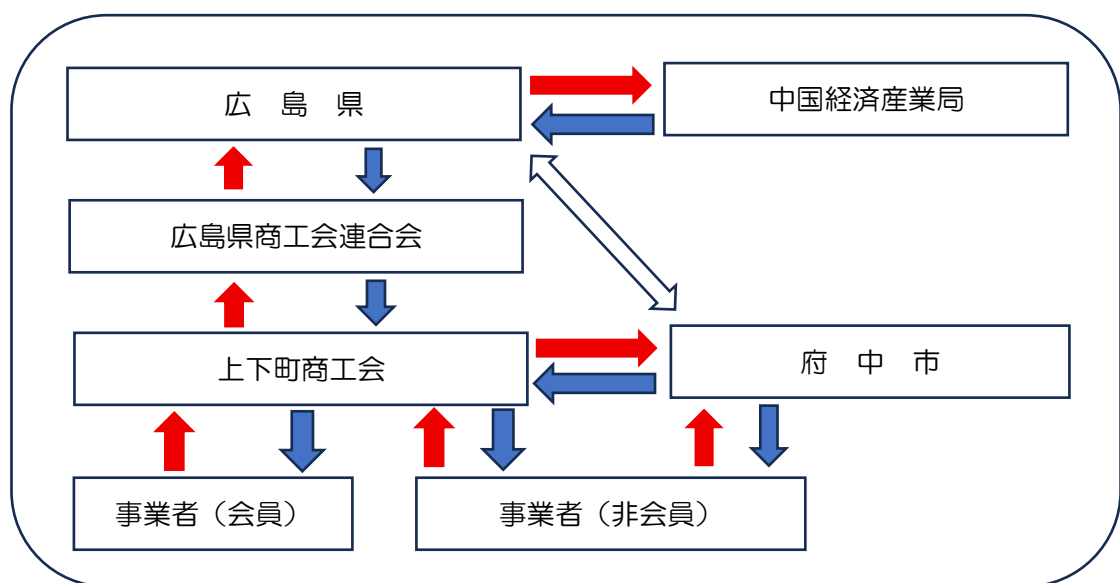 広 島 県
中国経済産業局
広島県商工会連合会
上下町商工会
府 中 市
事業者（会員）
事業者（非会員）